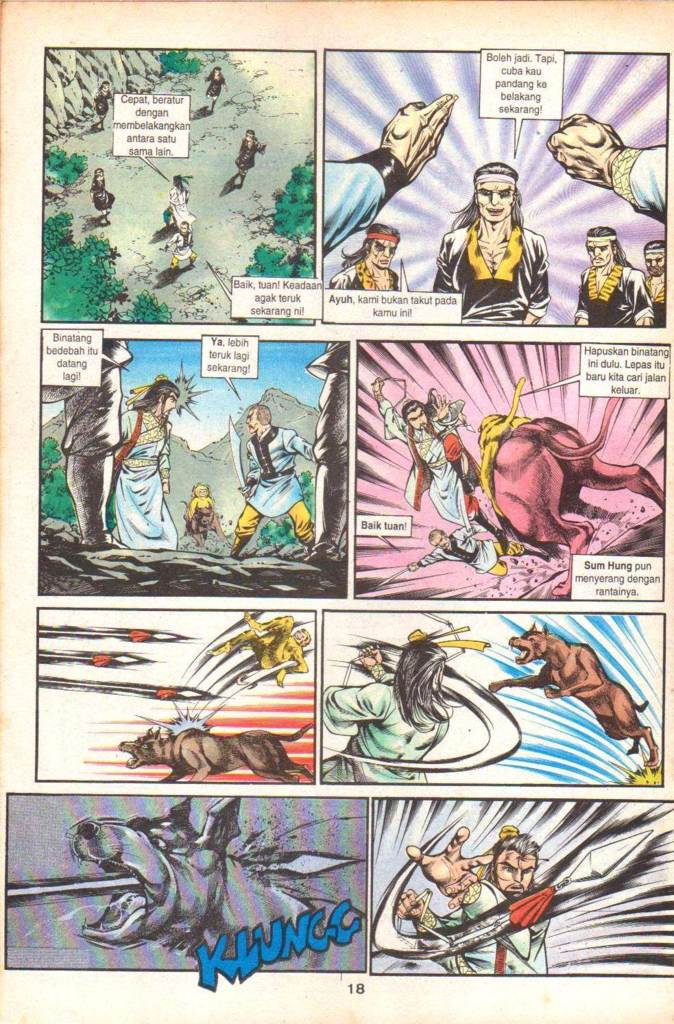 Cepat, beratur
dengan
membelakangkan
antara satu
sama lain.
Baik, tuan! Keadaan
agak teruk
sekarang ni!
Boleh jadi. Tapi,
cuba kau
pandang ke
belakang
sekarang!
Ayuh, kami bukan takut pada
kamu ini!
Binatang
bedebah itu
datang
lagi!
Ya, lebih
teruk lagi
sekarang!
Hapuskan binatang
ini dulu. Lepas itu
baru kita cari jalan
keluar.
Baik tuan!
Sum Hung pun
menyerang dengan
rantainya.
KLUNGG
18